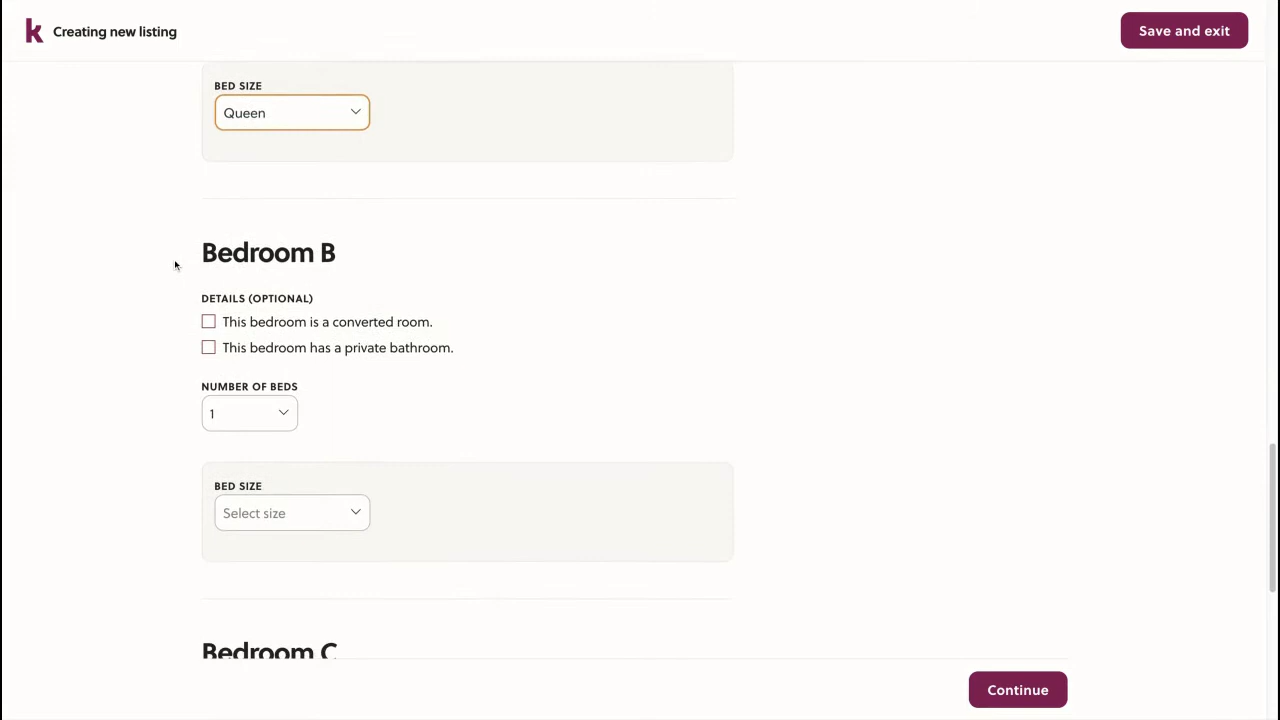 k Creating new listing
Save and exit
BED SIZE
Queen
Bedroom B
DETAILS (OPTIONAL)
This bedroom is a converted room.
This bedroom has a private bathroom.
NUMBER OF BEDS
1
BED SIZE
Select size
Bedroom C
Continue